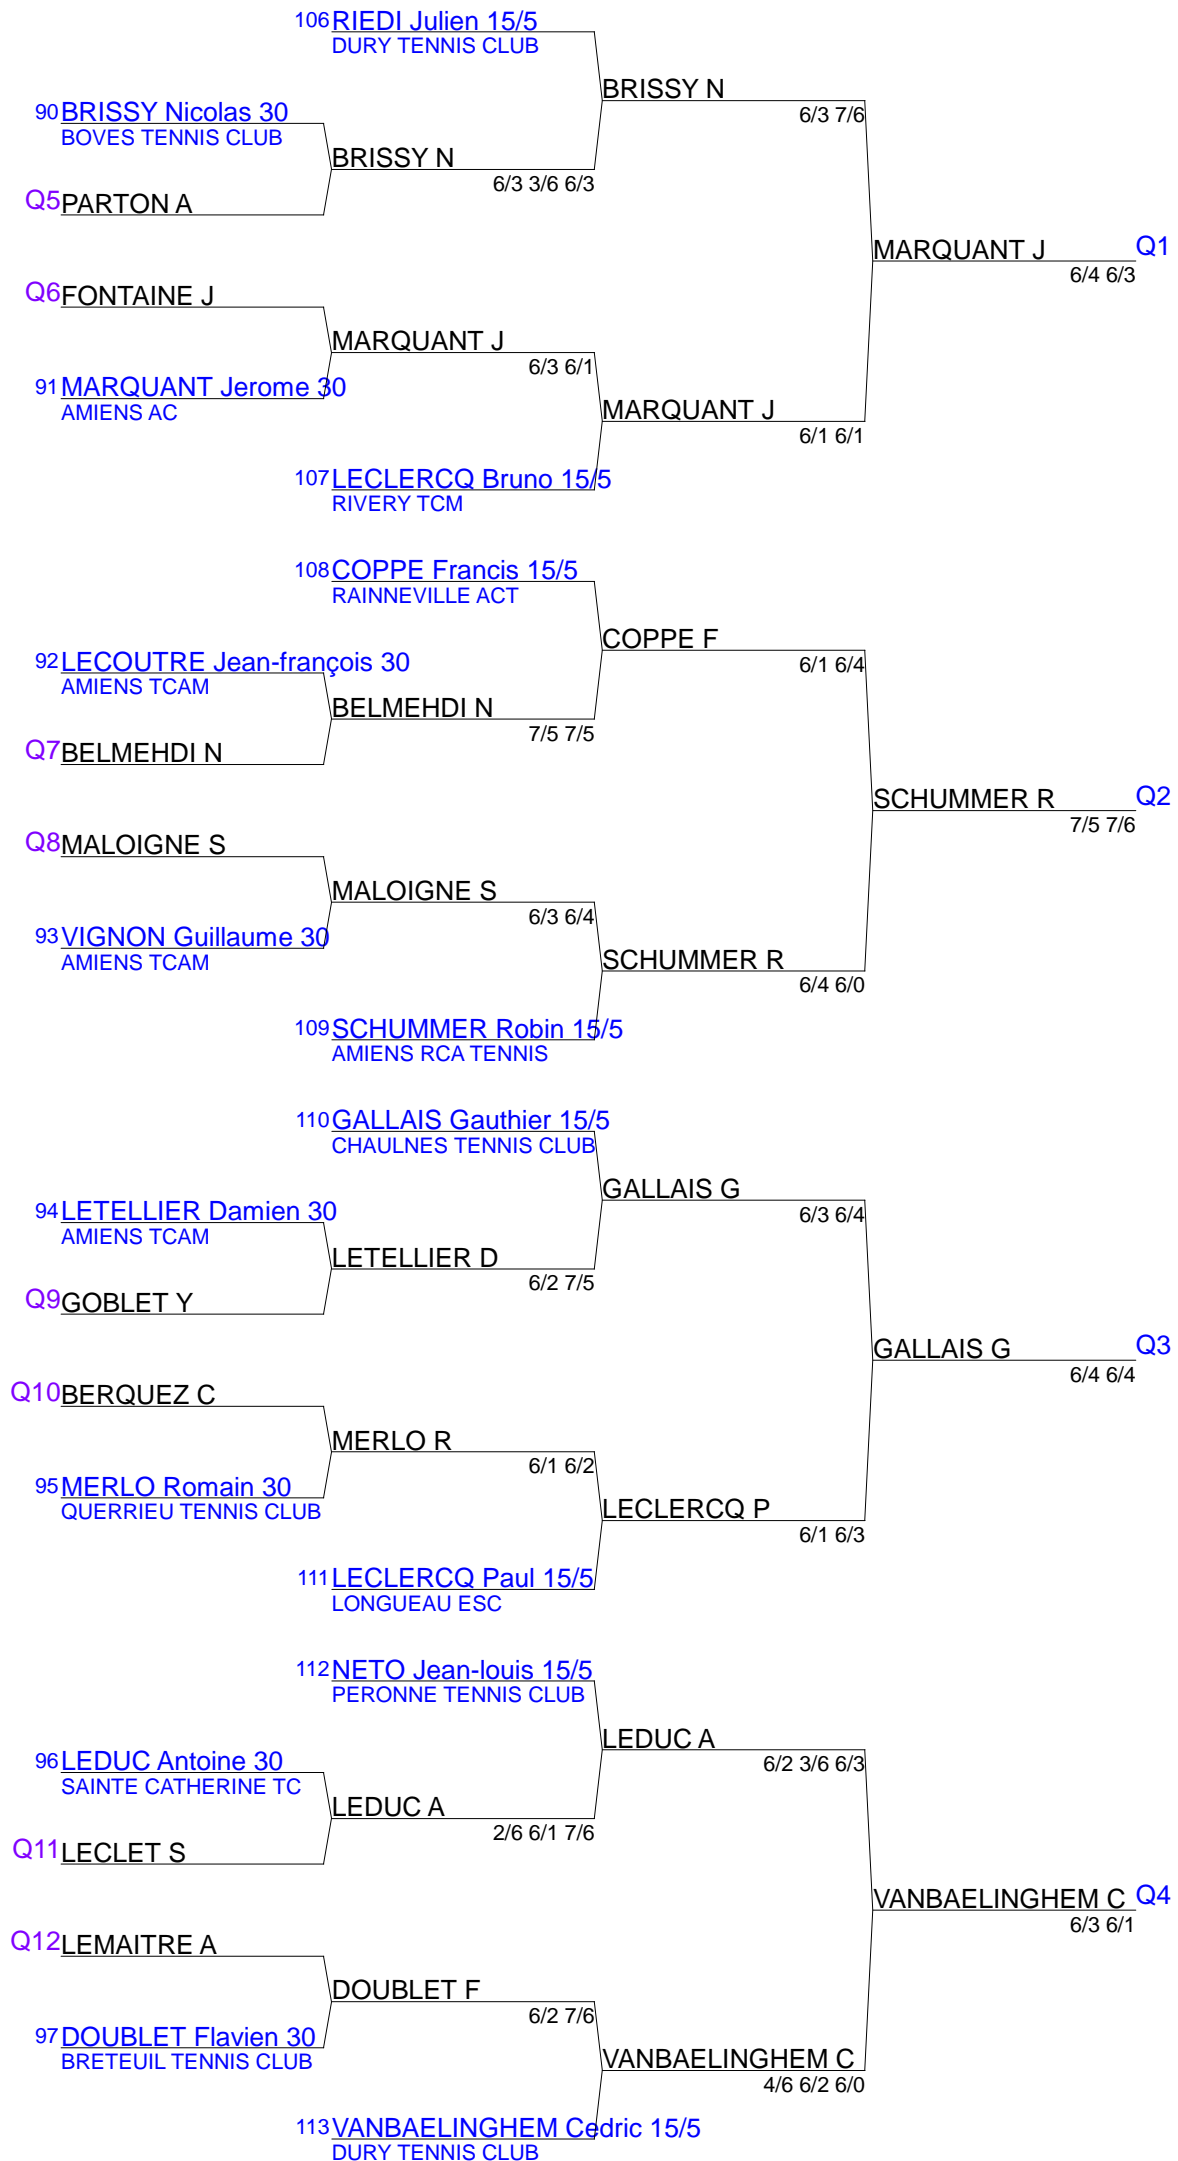 106 RIEDI Julien 15/5
DURY TENNIS CLUB
BRISSY N
6/3 7/6
90 BRISSY Nicolas 30
BOVES TENNIS CLUB
BRISSY N
6/3 3/6 6/3
Q5 PARTON A
MARQUANT J Q1
6/4 6/3
Q6 FONTAINE J
MARQUANT J
6/3 6/1
91 MARQUANT Jerome 30
AMIENS AC
MARQUANT J
6/1 6/1
107 LECLERCQ Bruno 15/5
RIVERY TCM
108 COPPE Francis 15/5
RAINNEVILLE ACT
COPPE F
6/1 6/4
92 LECOUTRE Jean-françois 30
AMIENS TCAM
BELMEHDI N
7/5 7/5
Q7 BELMEHDI N
SCHUMMER R Q2
7/5 7/6
Q8 MALOIGNE S
MALOIGNE S
6/3 6/4
93 VIGNON Guillaume 30
AMIENS TCAM
SCHUMMER R
6/4 6/0
109 SCHUMMER Robin 15/5
AMIENS RCA TENNIS
110 GALLAIS Gauthier 15/5
CHAULNES TENNIS CLUB
GALLAIS G
6/3 6/4
94 LETELLIER Damien 30
AMIENS TCAM
LETELLIER D
6/2 7/5
Q9 GOBLET Y
GALLAIS G Q3
6/4 6/4
Q10 BERQUEZ C
MERLO R
6/1 6/2
95 MERLO Romain 30
QUERRIEU TENNIS CLUB
LECLERCQ P
6/1 6/3
111 LECLERCQ Paul 15/5
LONGUEAU ESC
112 NETO Jean-louis 15/5
PERONNE TENNIS CLUB
LEDUC A
6/2 3/6 6/3
96 LEDUC Antoine 30
SAINTE CATHERINE TC
LEDUC A
2/6 6/1 7/6
Q11 LECLET S
VANBAELINGHEM C Q4
6/3 6/1
Q12 LEMAITRE A
DOUBLET F
6/2 7/6
97 DOUBLET Flavien 30
BRETEUIL TENNIS CLUB
VANBAELINGHEM C
4/6 6/2 6/0
113 VANBAELINGHEM Cedric 15/5
DURY TENNIS CLUB